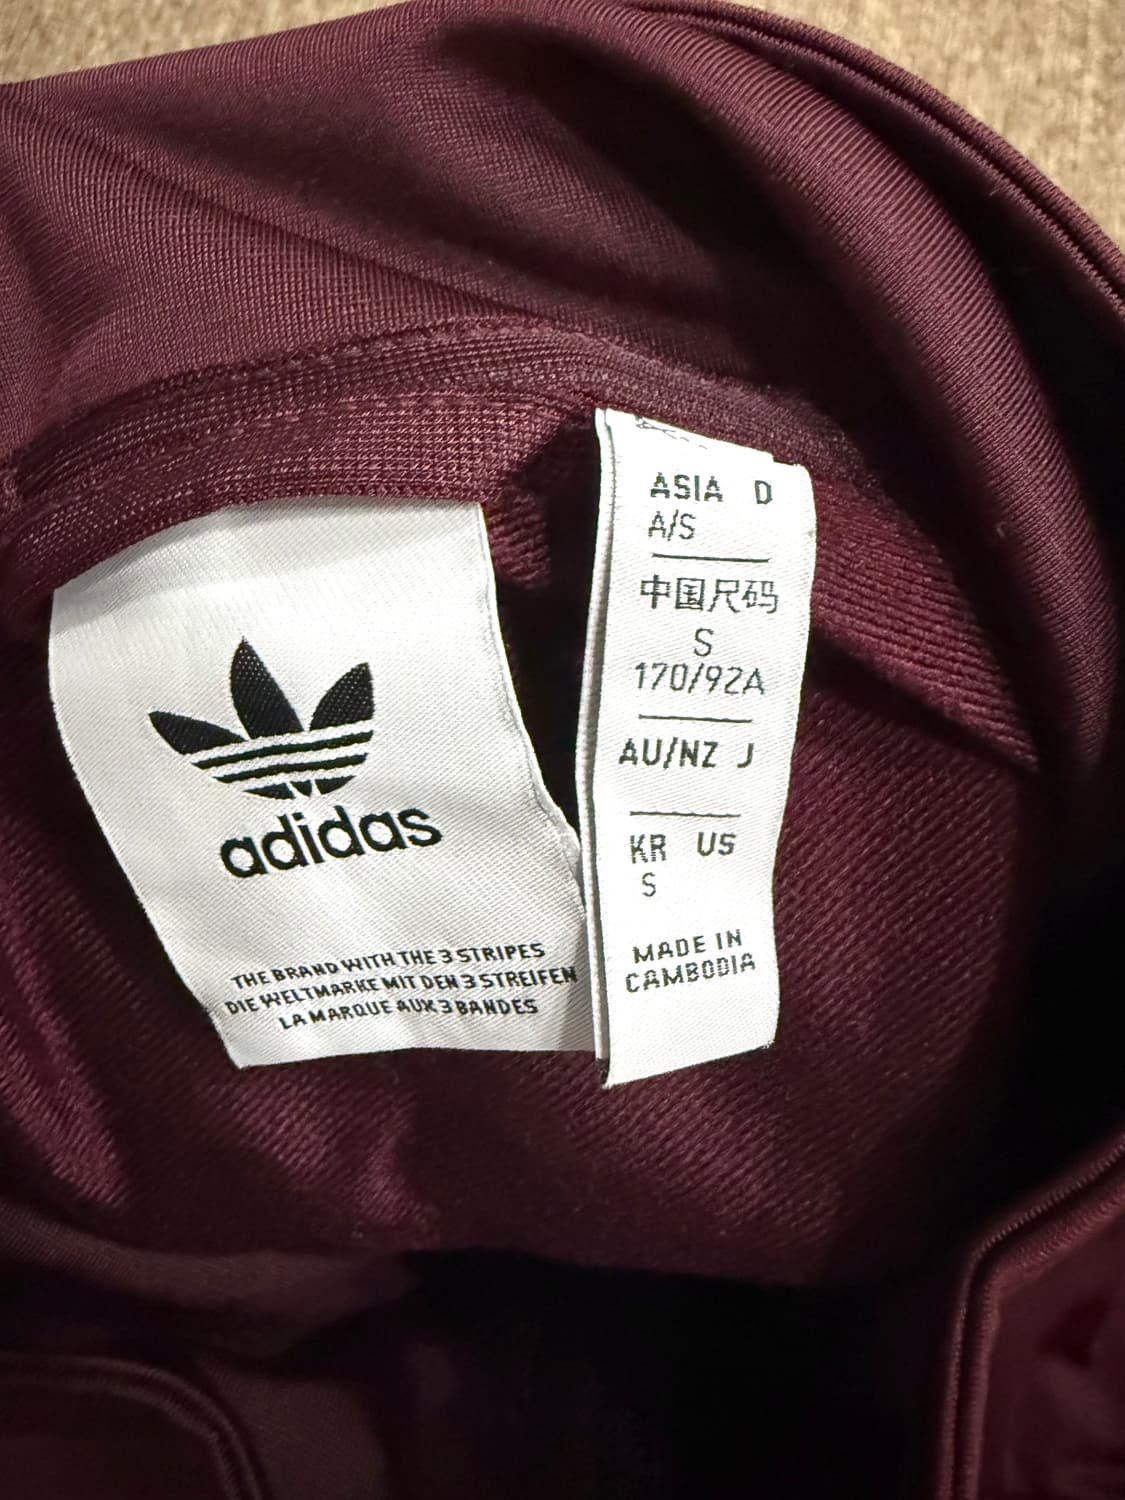 adidas
THE BRAND WITH THE 3 STRIPES
DIE WELTMARKE MIT DEN 3 STREIFEN
LA MARQUE AUX 3 BANDES
ASIA D
A/S
中国尺码
S
170/92A
AU/NZ J
KR US
S
MADE IN
CAMBODIA